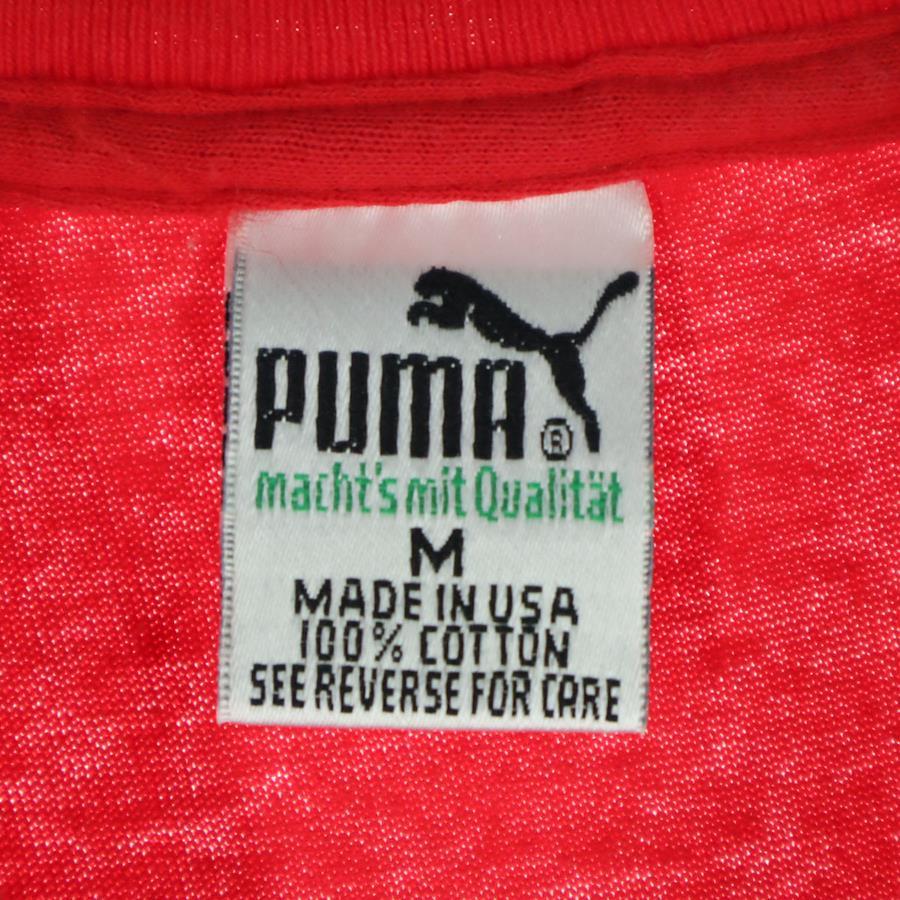 PUMA ®
macht's mit Qualität
M
MADE IN USA
100% COTTON
SEE REVERSE FOR CARE